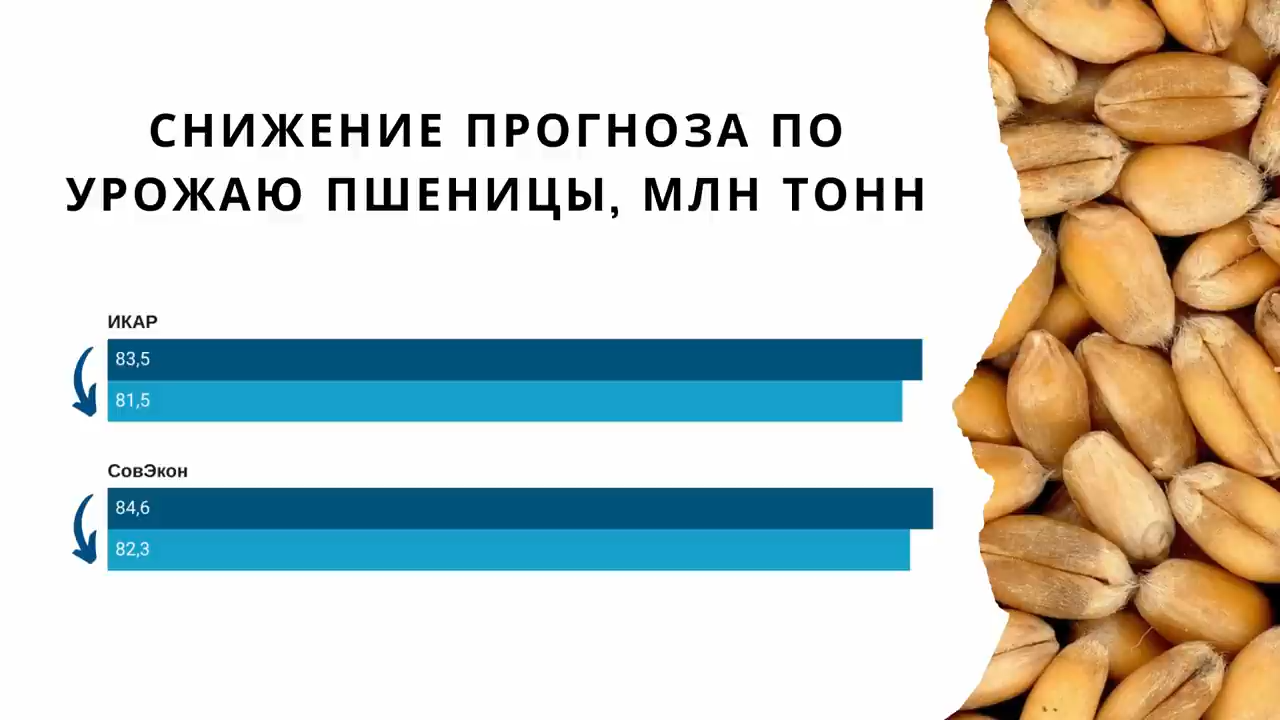 СНИЖЕНИЕ ПРОГНОЗА ПО
УРОЖАЮ ПШЕНИЦЫ, МЛН ТОНН
ИКАР
83,5
81,5
СовЭкон
84,6
82,3